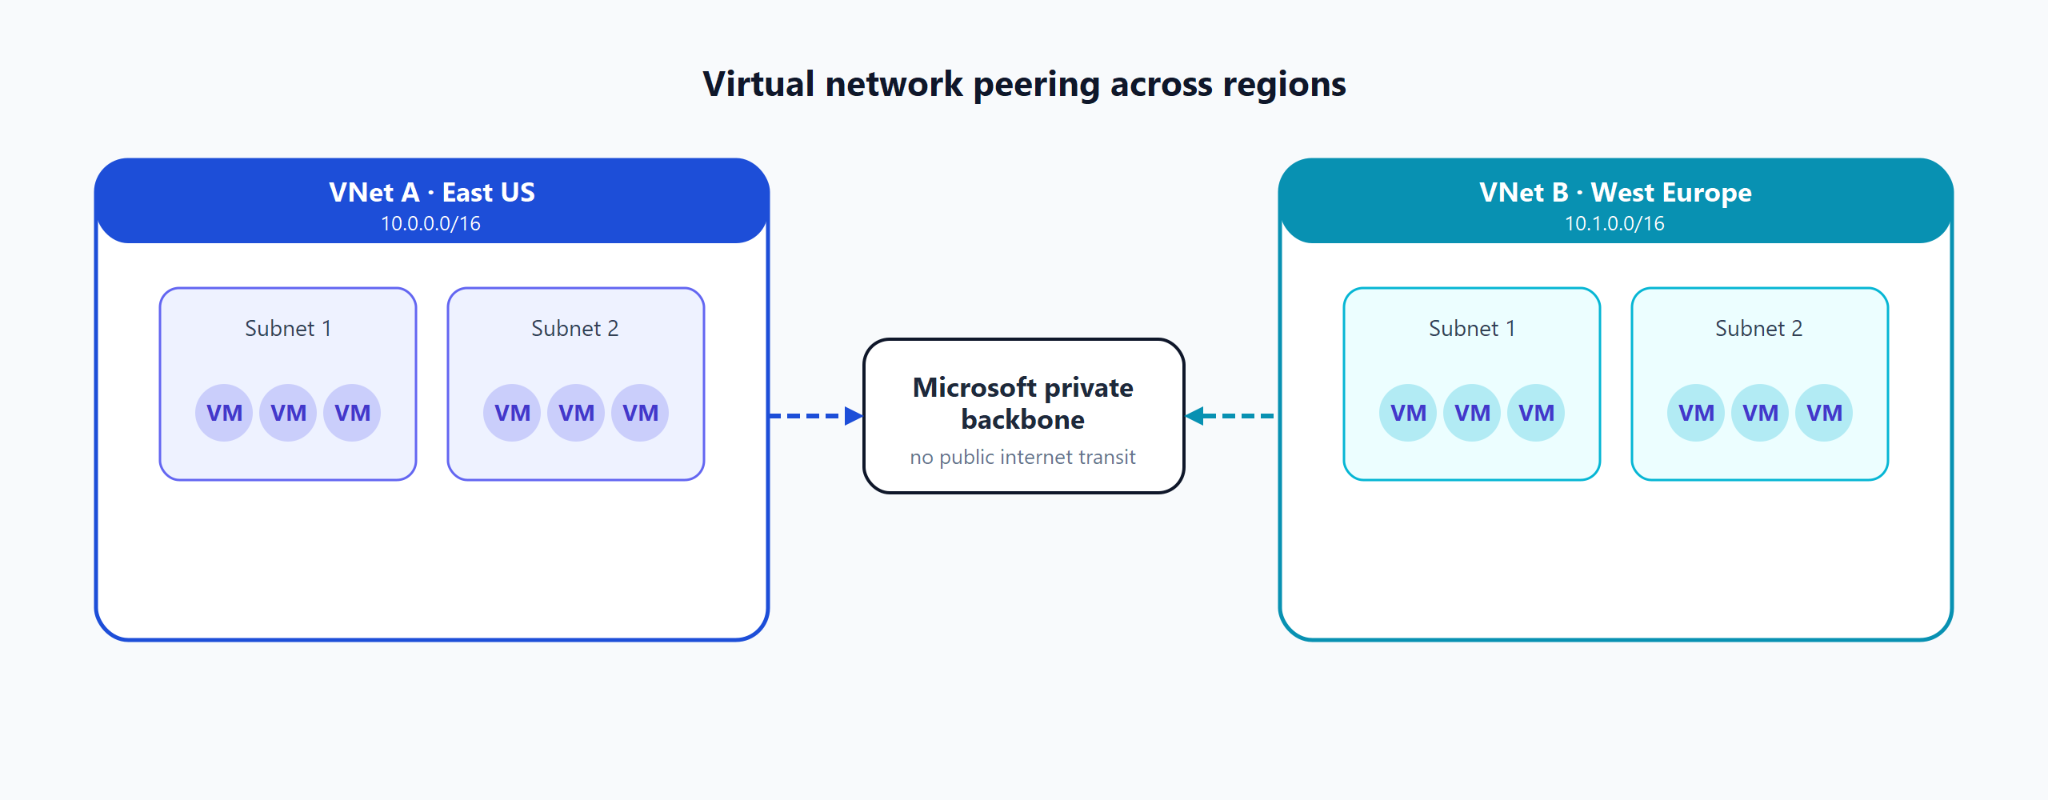 Virtual network peering across regions
VNet A · East US
10.0.0.0/16
Subnet 1
VM VM VM
Subnet 2
VM VM VM
Microsoft private
backbone
no public internet transit
VNet B · West Europe
10.1.0.0/16
Subnet 1
VM VM VM
Subnet 2
VM VM VM